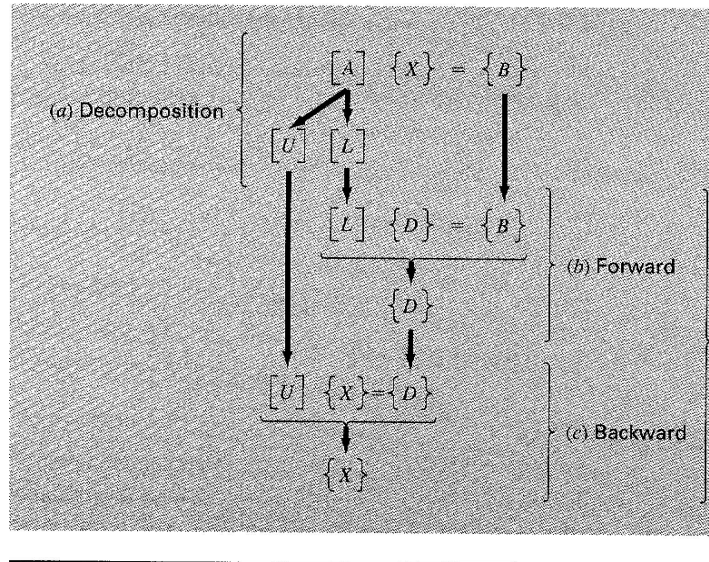 [A] {X} = {B}
(a) Decomposition
[U] [L]
[L] {D} = {B}
(b) Forward
{D}
[U] {X}={D}
(c) Backward
{X}